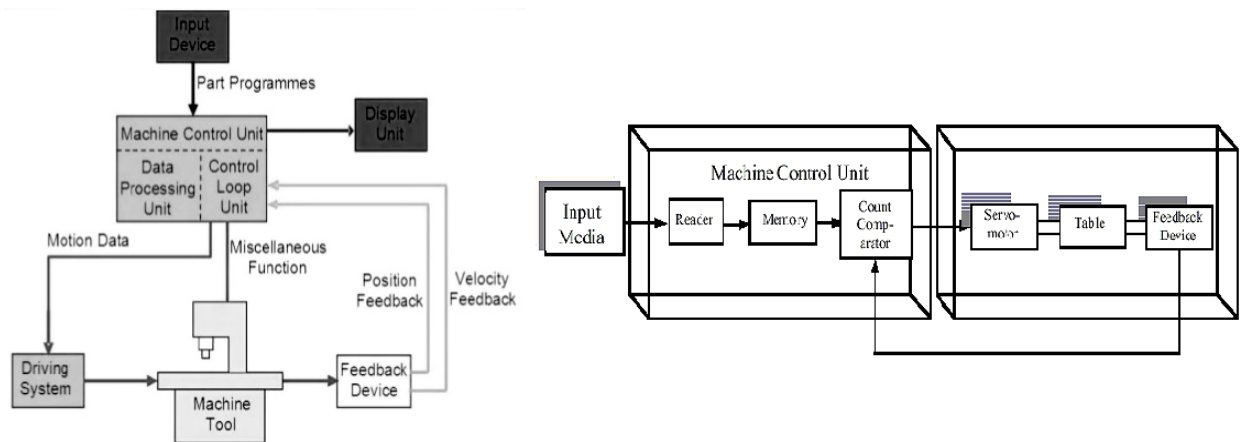 Input
Device
Part Programmes
Machine Control Unit
Display
Unit
Data
Processing
Unit
Control
Loop
Unit
Motion Data
Miscellaneous
Function
Position
Feedback
Velocity
Feedback
Driving
System
Machine
Tool
Feedback
Device
Machine Control Unit
Input
Media
Reader
Memory
Count
Comp-
arator
Servo-
motor
Table
Feedback
Device